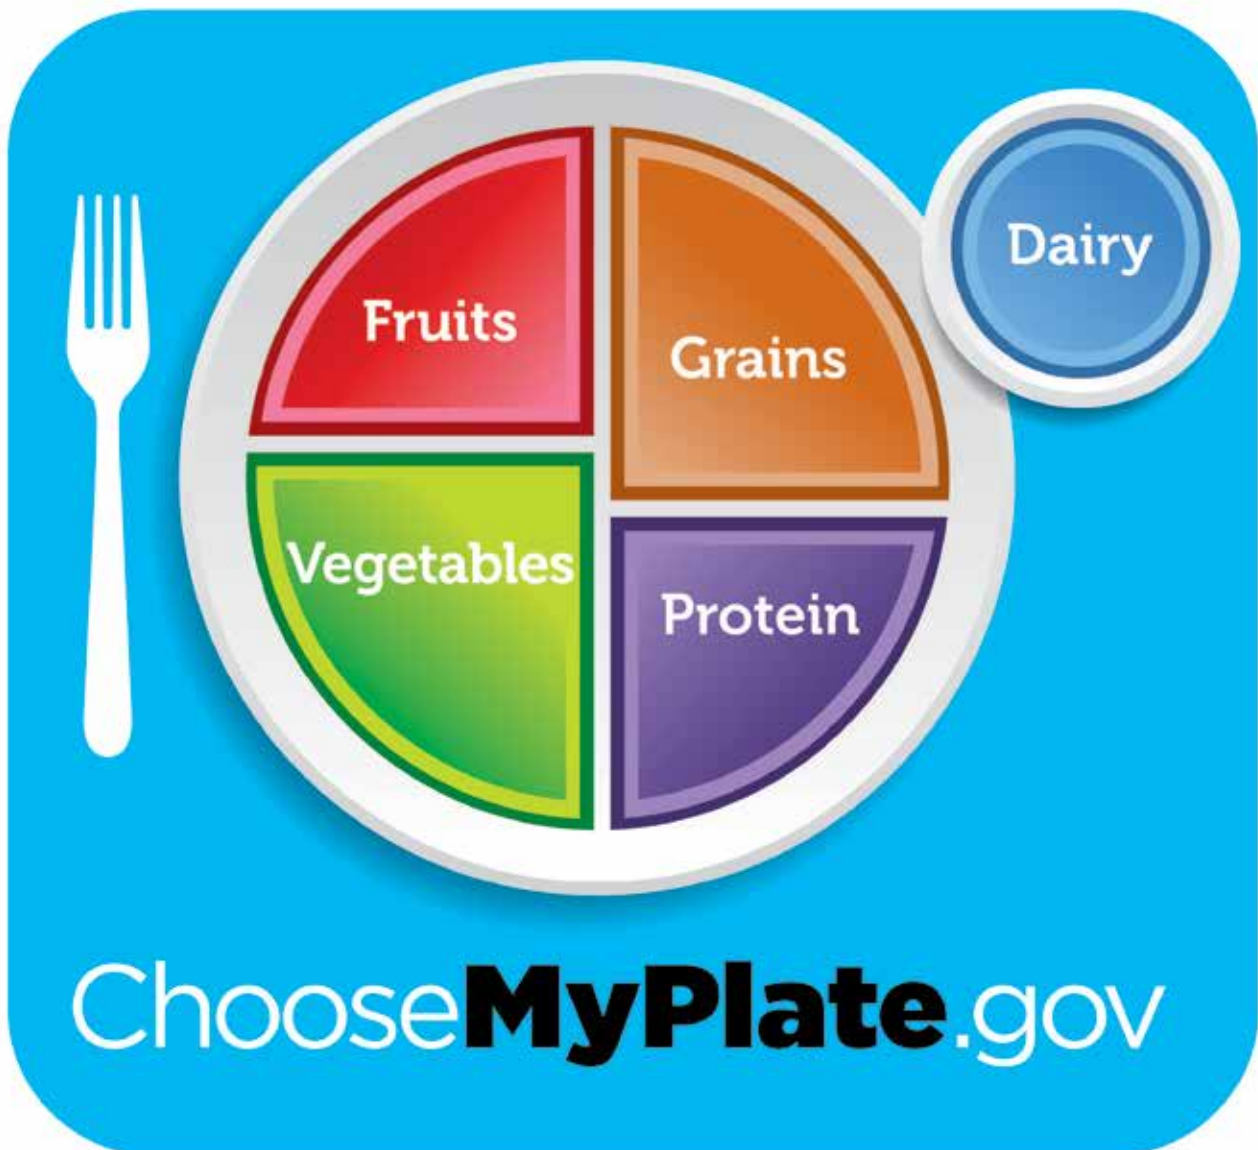 Dairy
Fruits
Grains
Vegetables
Protein
ChooseMyPlate.gov